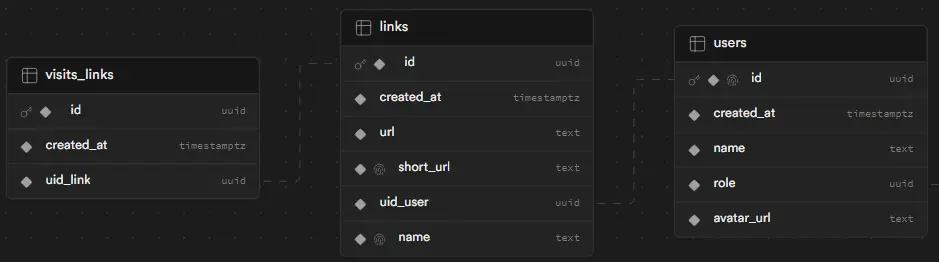 visits_links
id uuid
created_at timestamptz
uid_link uuid
links
id uuid
created_at timestamptz
url text
short_url text
uid_user uuid
name text
users
id uuid
created_at timestamptz
name text
role uuid
avatar_url text